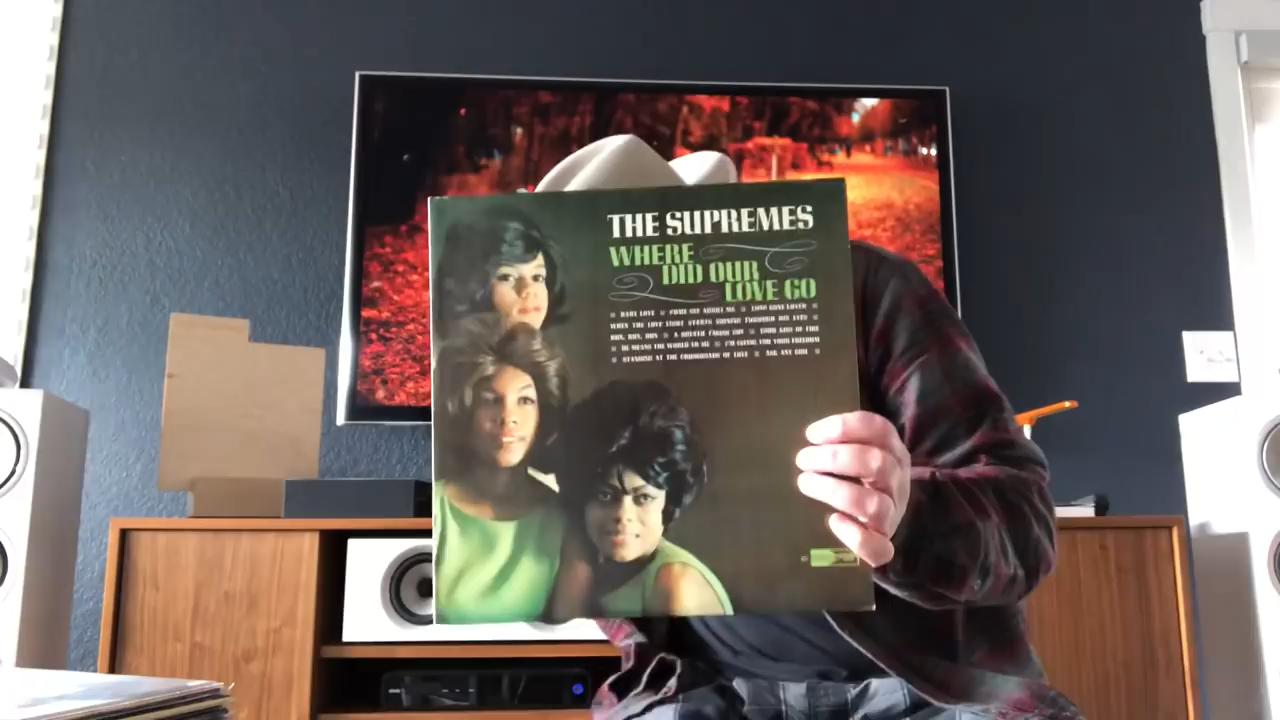 THE SUPREMES
WHERE
DID OUR
LOVE GO
BABY LOVE COME SEE ABOUT ME LONG GONE LOVER
WHEN THE LOVE LIGHT STARTS SHINING THROUGH HIS EYES
RUN, RUN, RUN A BREATH TAKING GUY YOUR KISS OF FIRE
HE MEANS THE WORLD TO ME I'M GIVING YOU YOUR FREEDOM
STANDING AT THE CROSSROADS OF LOVE ASK ANY GIRL